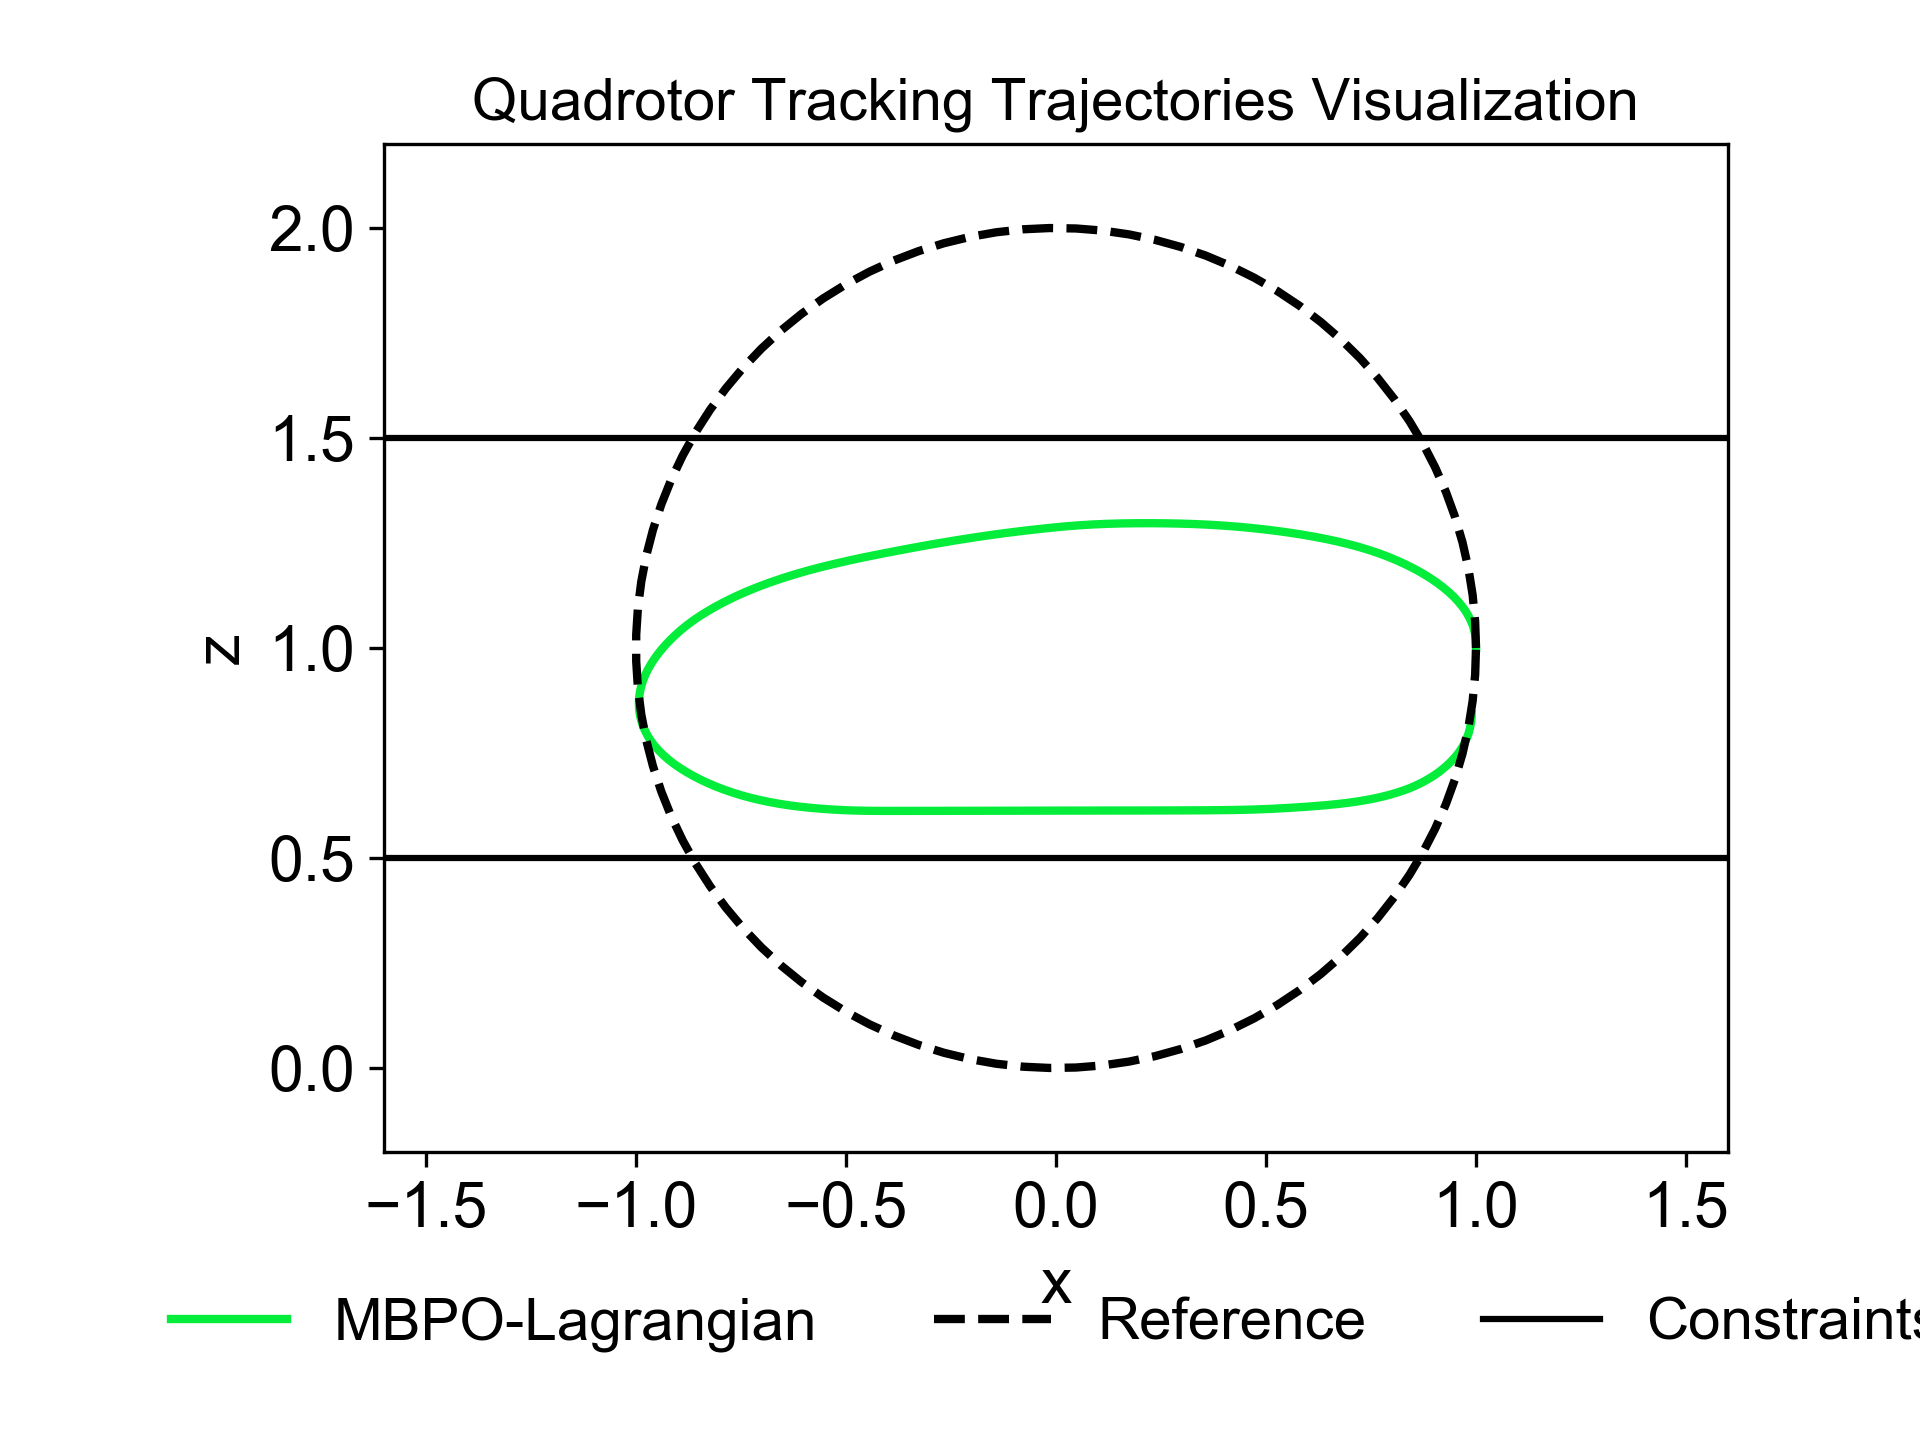 Quadrotor Tracking Trajectories Visualization
2.0
1.5
z 1.0
0.5
0.0
−1.5 −1.0 −0.5 0.0 0.5 1.0 1.5
x
MBPO-Lagrangian Reference Constraints